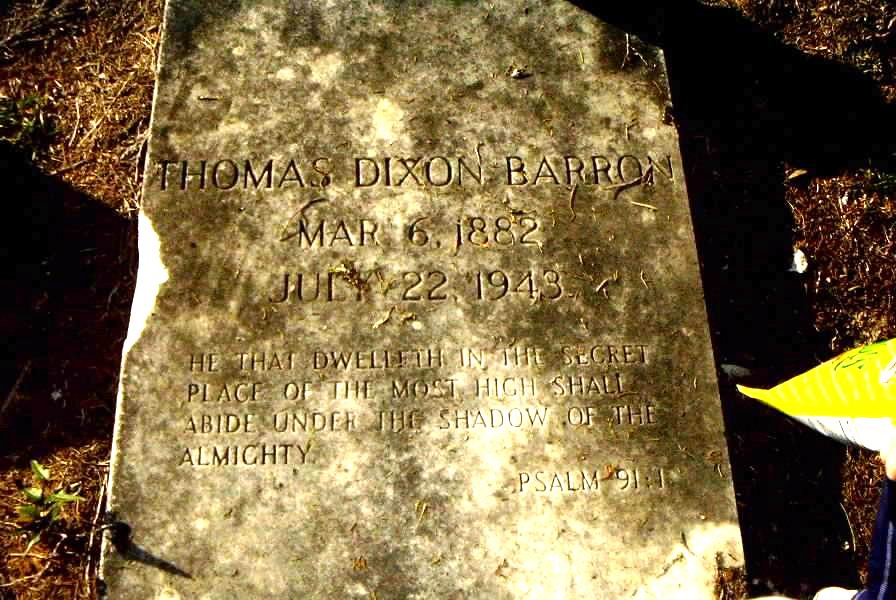 THOMAS DIXON BARRON
MAR 6, 1882
JULY 22, 1943
HE THAT DWELLETH IN THE SECRET
PLACE OF THE MOST HIGH SHALL
ABIDE UNDER THE SHADOW OF THE
ALMIGHTY.
PSALM 91:1